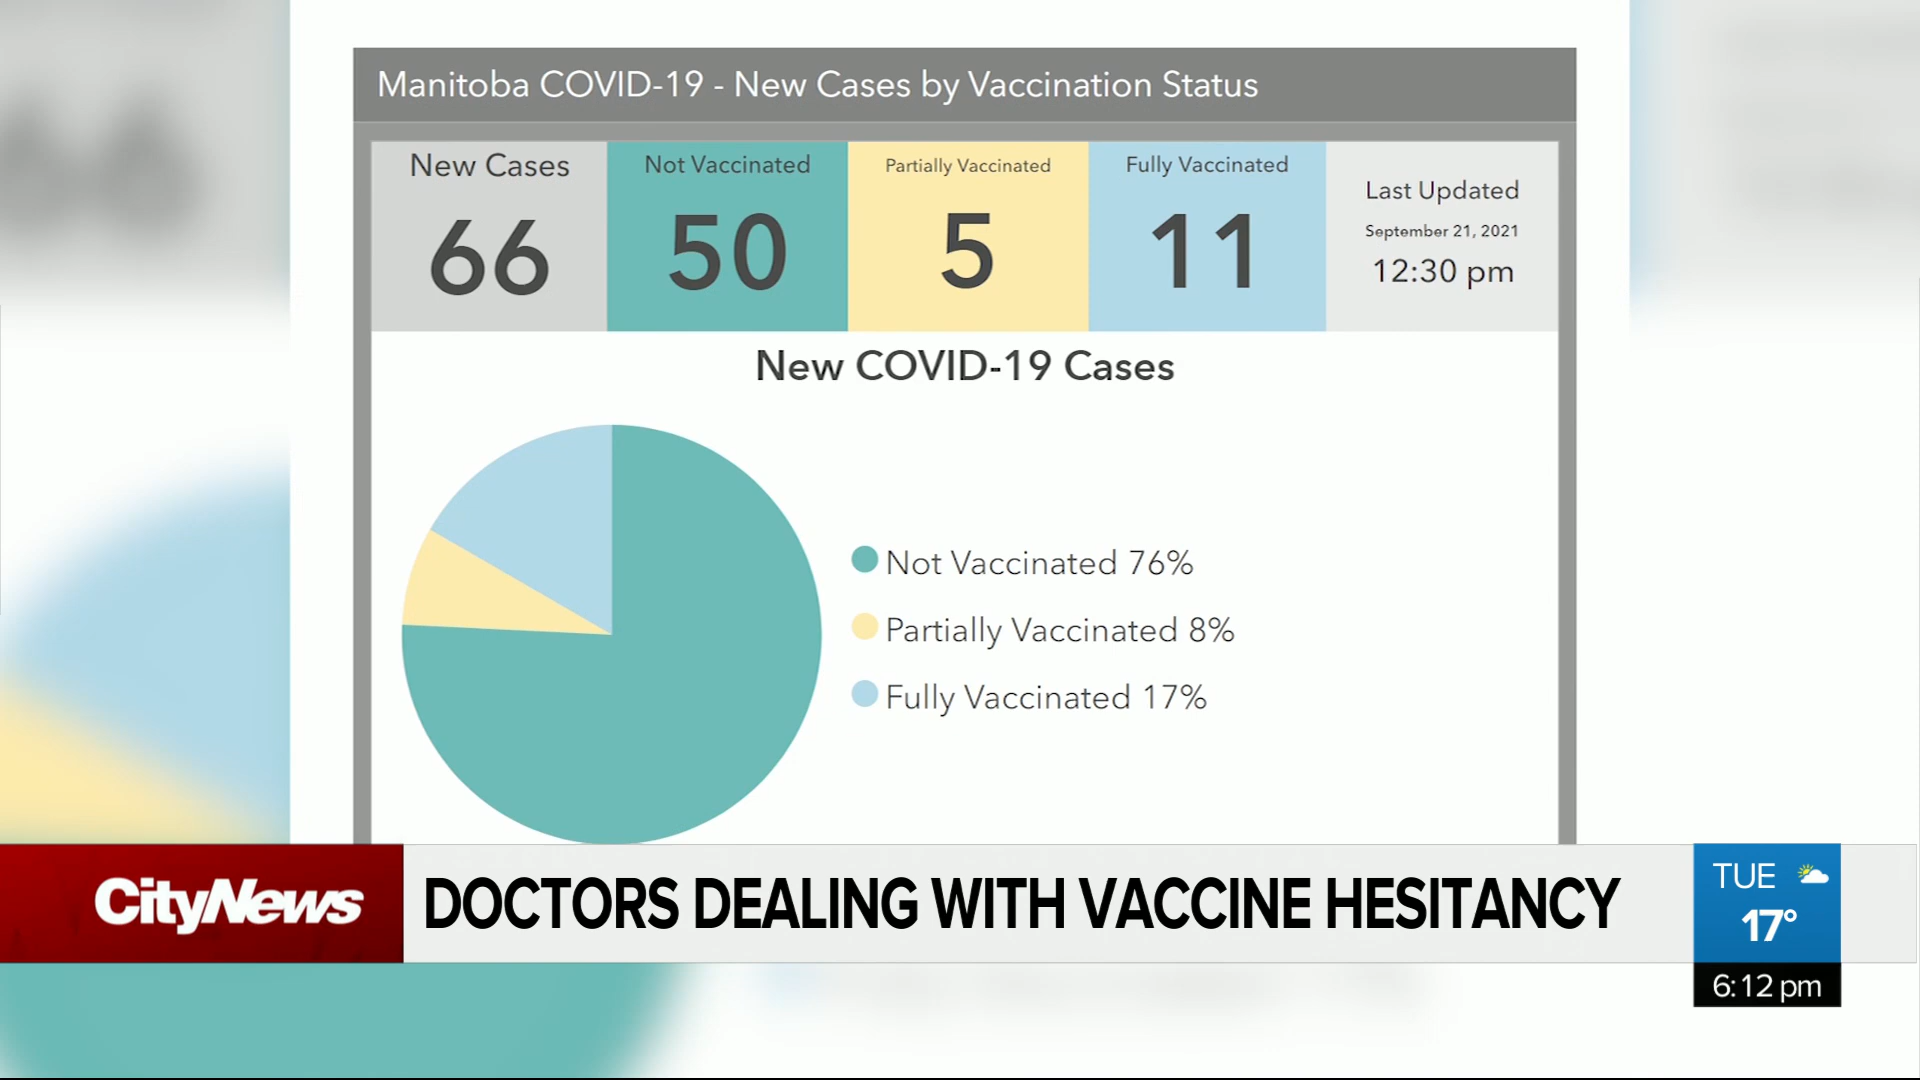 Manitoba COVID-19 - New Cases by Vaccination Status
New Cases
66
Not Vaccinated
50
Partially Vaccinated
5
Fully Vaccinated
11
Last Updated
September 21, 2021
12:30 pm
New COVID-19 Cases
Not Vaccinated 76%
Partially Vaccinated 8%
Fully Vaccinated 17%
CityNews
DOCTORS DEALING WITH VACCINE HESITANCY
TUE
17°
6:12 pm